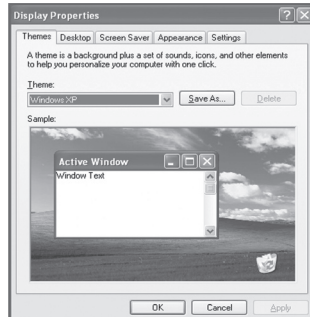 Display Properties
Themes Desktop Screen Saver Appearance Settings
A theme is a background plus a set of sounds, icons, and other elements
to help you personalize your computer with one click.
Theme:
Windows XP Save As... Delete
Sample:
Active Window
Window Text
OK Cancel Apply